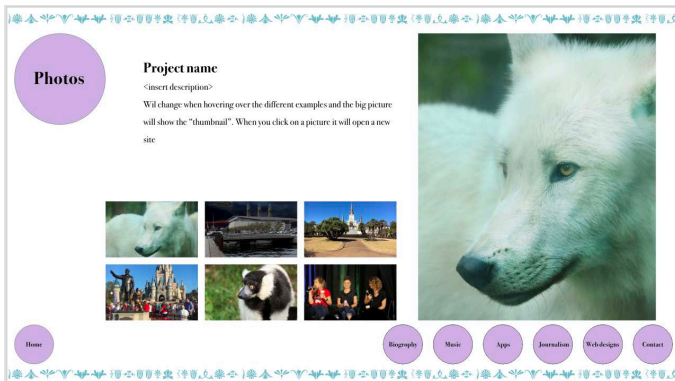 Photos
Project name
<insert description>
Wil change when hovering over the different examples and the big picture
will show the “thumbnail”. When you click on a picture it will open a new
site
Home
Biography
Music
Apps
Journalism
Web designs
Contact